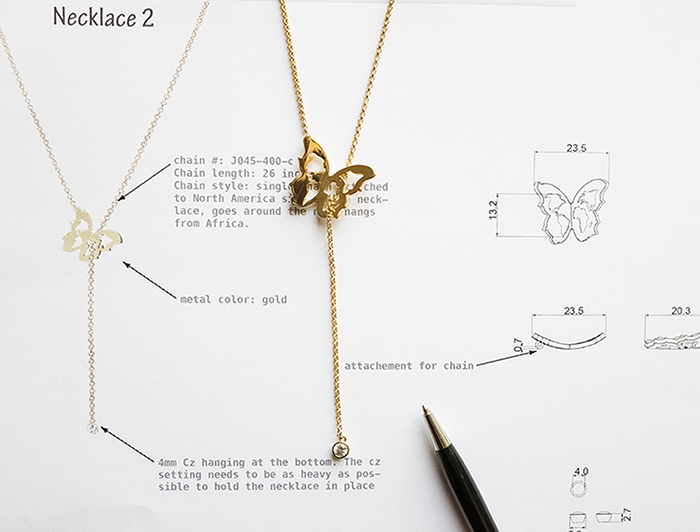 Necklace 2
chain #: J045-400-c
Chain length: 26 inc
Chain style: singl ched
to North America s neck-
lace, goes around the hangs
from Africa.
23.5
13.2
metal color: gold
23.5
20.3
0.7
attachement for chain
4mm Cz hanging at the bottom. The cz
setting needs to be as heavy as pos-
sible to hold the necklace in place
4.0
2.7